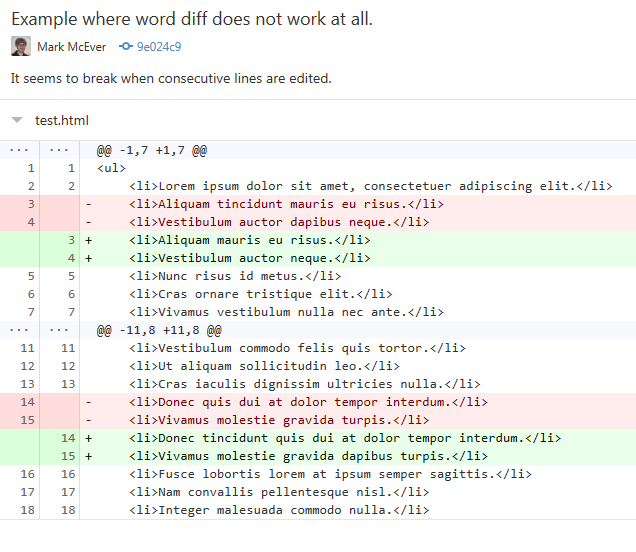 Example where word diff does not work at all.
Mark McEver 9e024c9
It seems to break when consecutive lines are edited.
test.html
... ... @@ -1,7 +1,7 @@
1 1 <ul>
2 2 <li>Lorem ipsum dolor sit amet, consectetuer adipiscing elit.</li>
3 - <li>Aliquam tincidunt mauris eu risus.</li>
4 - <li>Vestibulum auctor dapibus neque.</li>
3 + <li>Aliquam mauris eu risus.</li>
4 + <li>Vestibulum auctor neque.</li>
5 5 <li>Nunc risus id metus.</li>
6 6 <li>Cras ornare tristique elit.</li>
7 7 <li>Vivamus vestibulum nulla nec ante.</li>
... ... @@ -11,8 +11,8 @@
11 11 <li>Vestibulum commodo felis quis tortor.</li>
12 12 <li>Ut aliquam sollicitudin leo.</li>
13 13 <li>Cras iaculis dignissim ultricies nulla.</li>
14 - <li>Donec quis dui at dolor tempor interdum.</li>
15 - <li>Vivamus molestie gravida turpis.</li>
14 + <li>Donec tincidunt quis dui at dolor tempor interdum.</li>
15 + <li>Vivamus molestie gravida dapibus turpis.</li>
16 16 <li>Fusce lobortis lorem at ipsum semper sagittis.</li>
17 17 <li>Nam convallis pellentesque nisl.</li>
18 18 <li>Integer malesuada commodo nulla.</li>